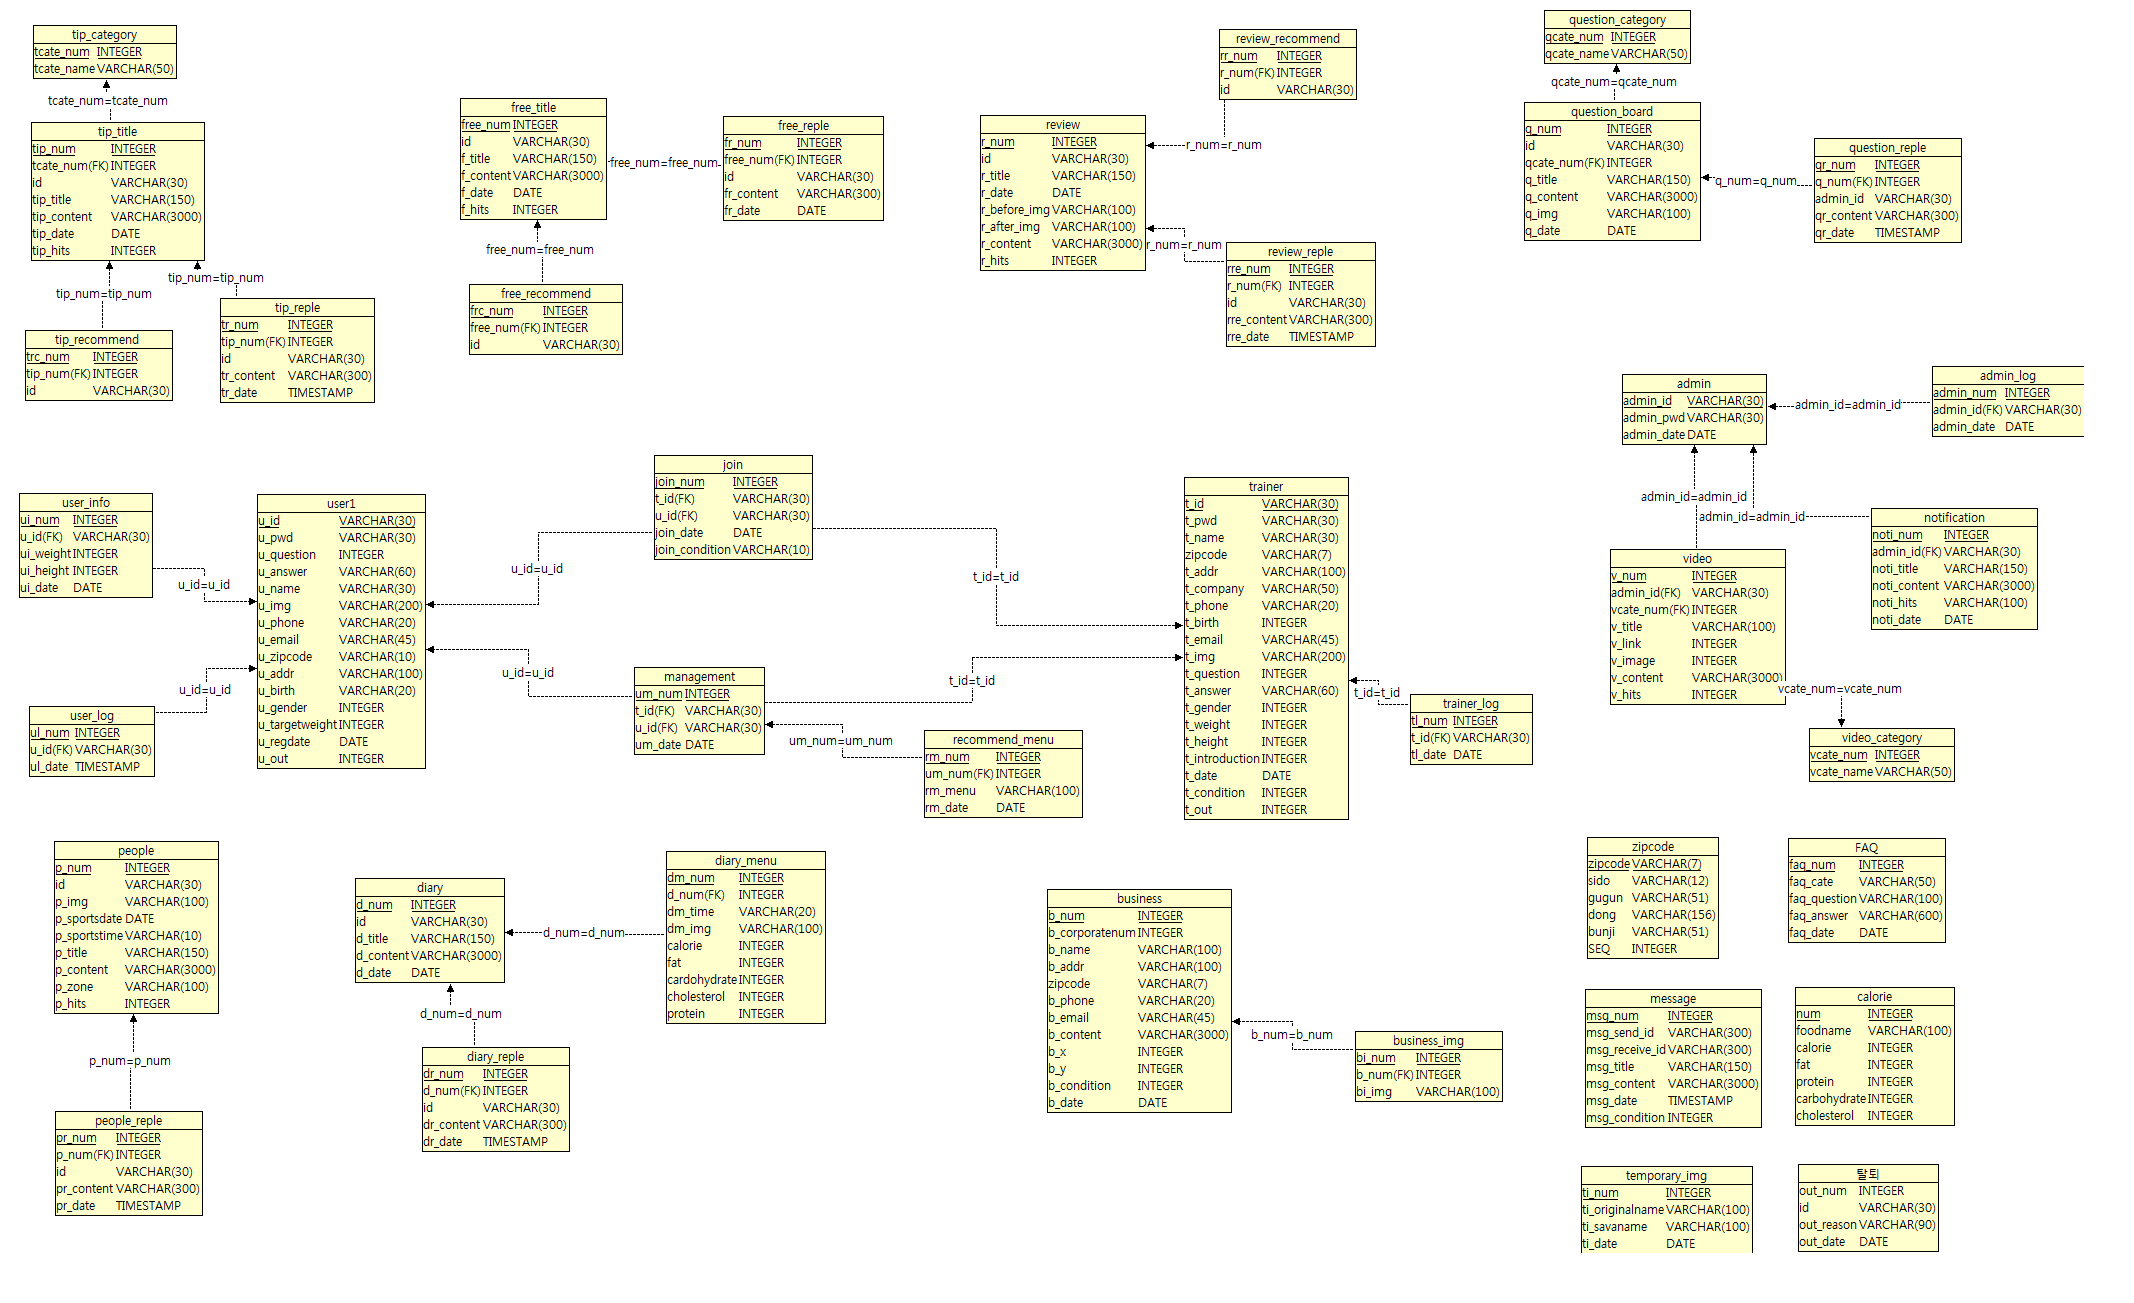 tip_category
tcate_num INTEGER
tcate_name VARCHAR(50)
tcate_num=tcate_num
tip_title
tip_num INTEGER
tcate_num(FK) INTEGER
id VARCHAR(30)
tip_title VARCHAR(150)
tip_content VARCHAR(3000)
tip_date DATE
tip_hits INTEGER
tip_num=tip_num
tip_num=tip_num
tip_recommend
trc_num INTEGER
tip_num(FK) INTEGER
id VARCHAR(30)
tip_reple
tr_num INTEGER
tip_num(FK) INTEGER
id VARCHAR(30)
tr_content VARCHAR(300)
tr_date TIMESTAMP
free_title
free_num INTEGER
id VARCHAR(30)
f_title VARCHAR(150)
f_content VARCHAR(3000)
f_date DATE
f_hits INTEGER
free_num=free_num
free_reple
fr_num INTEGER
free_num(FK) INTEGER
id VARCHAR(30)
fr_content VARCHAR(300)
fr_date DATE
free_num=free_num
free_recommend
frc_num INTEGER
free_num(FK) INTEGER
id VARCHAR(30)
review_recommend
rr_num INTEGER
r_num(FK) INTEGER
id VARCHAR(30)
r_num=r_num
review
r_num INTEGER
id VARCHAR(30)
r_title VARCHAR(150)
r_date DATE
r_before_img VARCHAR(100)
r_after_img VARCHAR(100)
r_content VARCHAR(3000)
r_hits INTEGER
r_num=r_num
review_reple
rre_num INTEGER
r_num(FK) INTEGER
id VARCHAR(30)
rre_content VARCHAR(300)
rre_date TIMESTAMP
question_category
qcate_num INTEGER
qcate_name VARCHAR(50)
qcate_num=qcate_num
question_board
q_num INTEGER
id VARCHAR(30)
qcate_num(FK) INTEGER
q_title VARCHAR(150)
q_content VARCHAR(3000)
q_img VARCHAR(100)
q_date DATE
q_num=q_num
question_reple
qr_num INTEGER
q_num(FK) INTEGER
admin_id VARCHAR(30)
qr_content VARCHAR(300)
qr_date TIMESTAMP
admin
admin_id VARCHAR(30)
admin_pwd VARCHAR(30)
admin_date DATE
admin_id=admin_id
admin_log
admin_num INTEGER
admin_id(FK) VARCHAR(30)
admin_date DATE
admin_id=admin_id
admin_id=admin_id
notification
noti_num INTEGER
admin_id(FK) VARCHAR(30)
noti_title VARCHAR(150)
noti_content VARCHAR(3000)
noti_hits VARCHAR(100)
noti_date DATE
video
v_num INTEGER
admin_id(FK) VARCHAR(30)
vcate_num(FK) INTEGER
v_title VARCHAR(100)
v_link INTEGER
v_image INTEGER
v_content VARCHAR(3000)
v_hits INTEGER
vcate_num=vcate_num
video_category
vcate_num INTEGER
vcate_name VARCHAR(50)
user_info
ui_num INTEGER
u_id(FK) VARCHAR(30)
ui_weight INTEGER
ui_height INTEGER
ui_date DATE
u_id=u_id
user_log
ul_num INTEGER
u_id(FK) VARCHAR(30)
ul_date TIMESTAMP
u_id=u_id
user1
u_id VARCHAR(30)
u_pwd VARCHAR(30)
u_question INTEGER
u_answer VARCHAR(60)
u_name VARCHAR(30)
u_img VARCHAR(200)
u_phone VARCHAR(20)
u_email VARCHAR(45)
u_zipcode VARCHAR(10)
u_addr VARCHAR(100)
u_birth VARCHAR(20)
u_gender INTEGER
u_targetweight INTEGER
u_regdate DATE
u_out INTEGER
u_id=u_id
u_id=u_id
join
join_num INTEGER
t_id(FK) VARCHAR(30)
u_id(FK) VARCHAR(30)
join_date DATE
join_condition VARCHAR(10)
t_id=t_id
management
um_num INTEGER
t_id(FK) VARCHAR(30)
u_id(FK) VARCHAR(30)
um_date DATE
t_id=t_id
um_num=um_num
recommend_menu
rm_num INTEGER
um_num(FK) INTEGER
rm_menu VARCHAR(100)
rm_date DATE
trainer
t_id VARCHAR(30)
t_pwd VARCHAR(30)
t_name VARCHAR(30)
zipcode VARCHAR(7)
t_addr VARCHAR(100)
t_company VARCHAR(50)
t_phone VARCHAR(20)
t_birth INTEGER
t_email VARCHAR(45)
t_img VARCHAR(200)
t_question INTEGER
t_answer VARCHAR(60)
t_gender INTEGER
t_weight INTEGER
t_height INTEGER
t_introduction INTEGER
t_date DATE
t_condition INTEGER
t_out INTEGER
t_id=t_id
trainer_log
tl_num INTEGER
t_id(FK) VARCHAR(30)
tl_date DATE
people
p_num INTEGER
id VARCHAR(30)
p_img VARCHAR(100)
p_sportsdate DATE
p_sportstime VARCHAR(10)
p_title VARCHAR(150)
p_content VARCHAR(3000)
p_zone VARCHAR(100)
p_hits INTEGER
p_num=p_num
people_reple
pr_num INTEGER
p_num(FK) INTEGER
id VARCHAR(30)
pr_content VARCHAR(300)
pr_date TIMESTAMP
diary
d_num INTEGER
id VARCHAR(30)
d_title VARCHAR(150)
d_content VARCHAR(3000)
d_date DATE
d_num=d_num
diary_menu
dm_num INTEGER
d_num(FK) INTEGER
dm_time VARCHAR(20)
dm_img VARCHAR(100)
calorie INTEGER
fat INTEGER
cardohydrate INTEGER
cholesterol INTEGER
protein INTEGER
d_num=d_num
diary_reple
dr_num INTEGER
d_num(FK) INTEGER
id VARCHAR(30)
dr_content VARCHAR(300)
dr_date TIMESTAMP
business
b_num INTEGER
b_corporatenum INTEGER
b_name VARCHAR(100)
b_addr VARCHAR(100)
zipcode VARCHAR(7)
b_phone VARCHAR(20)
b_email VARCHAR(45)
b_content VARCHAR(3000)
b_x INTEGER
b_y INTEGER
b_condition INTEGER
b_date DATE
b_num=b_num
business_img
bi_num INTEGER
b_num(FK) INTEGER
bi_img VARCHAR(100)
zipcode
zipcode VARCHAR(7)
sido VARCHAR(12)
gugun VARCHAR(51)
dong VARCHAR(156)
bunji VARCHAR(51)
SEQ INTEGER
FAQ
faq_num INTEGER
faq_cate VARCHAR(50)
faq_question VARCHAR(100)
faq_answer VARCHAR(600)
faq_date DATE
message
msg_num INTEGER
msg_send_id VARCHAR(300)
msg_receive_id VARCHAR(300)
msg_title VARCHAR(150)
msg_content VARCHAR(3000)
msg_date TIMESTAMP
msg_condition INTEGER
calorie
num INTEGER
foodname VARCHAR(100)
calorie INTEGER
fat INTEGER
protein INTEGER
carbohydrate INTEGER
cholesterol INTEGER
temporary_img
ti_num INTEGER
ti_originalname VARCHAR(100)
ti_savaname VARCHAR(100)
ti_date DATE
탈퇴
out_num INTEGER
id VARCHAR(30)
out_reason VARCHAR(90)
out_date DATE